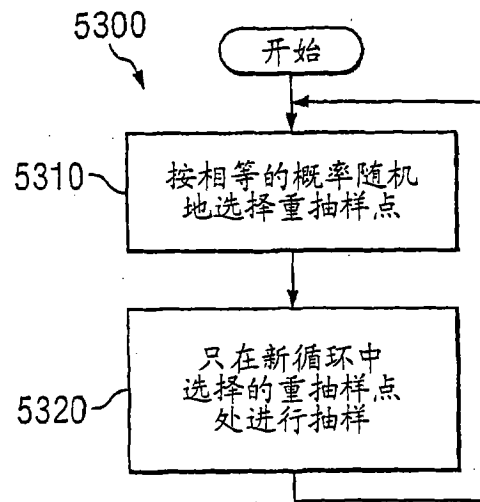 5300
开始
5310
按相等的概率随机
地选择重抽样点
5320
只在新循环中
选择的重抽样点
处进行抽样